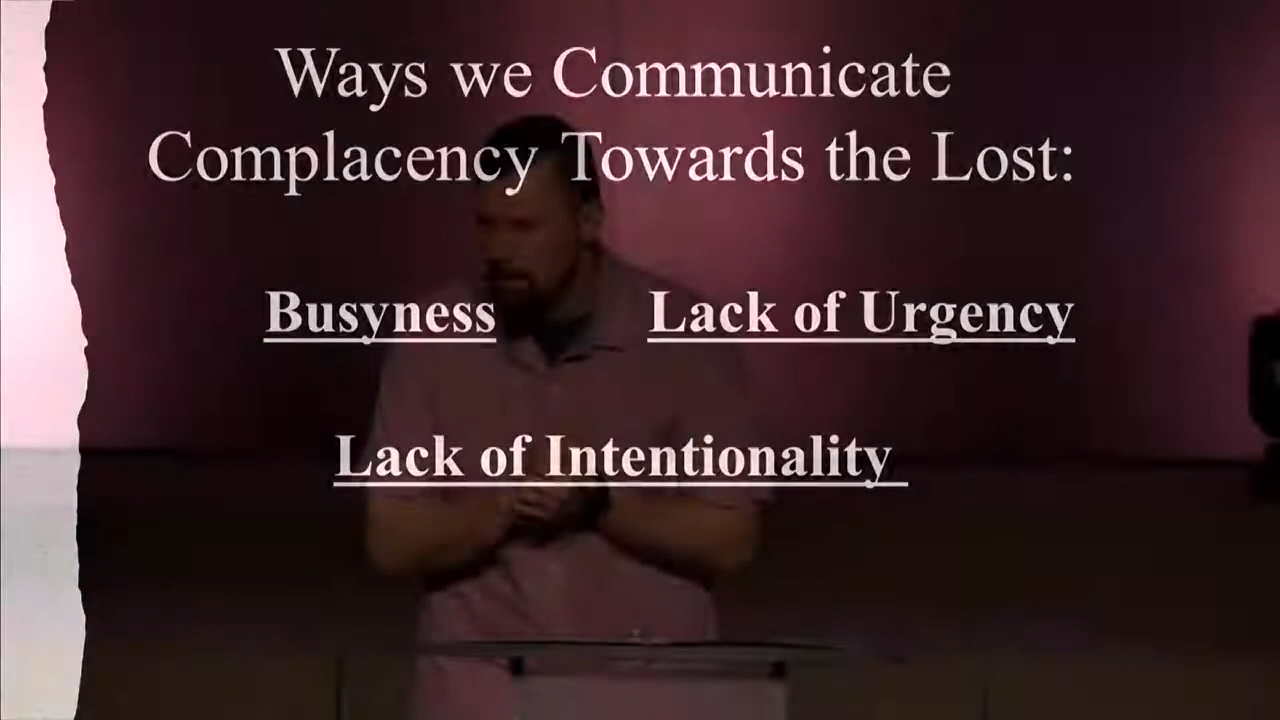 Ways we Communicate
Complacency Towards the Lost:
Busyness
Lack of Urgency
Lack of Intentionality